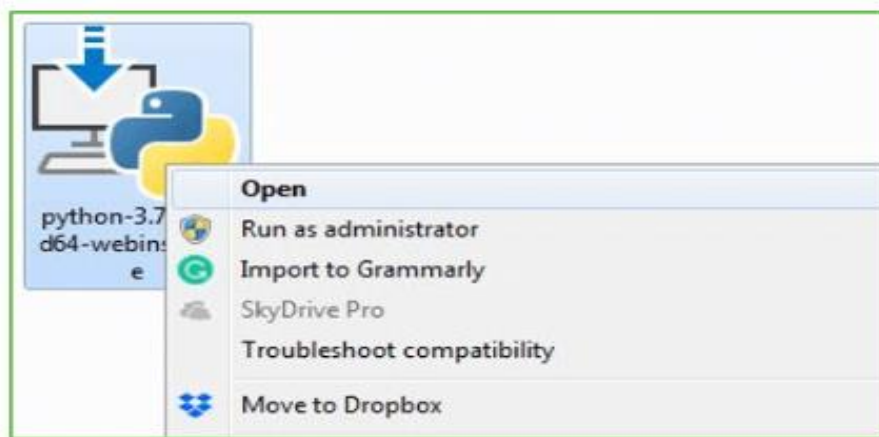 Open
python-3.7
Run as administrator
d64-webins
e
Import to Grammarly
SkyDrive Pro
Troubleshoot compatibility
Move to Dropbox